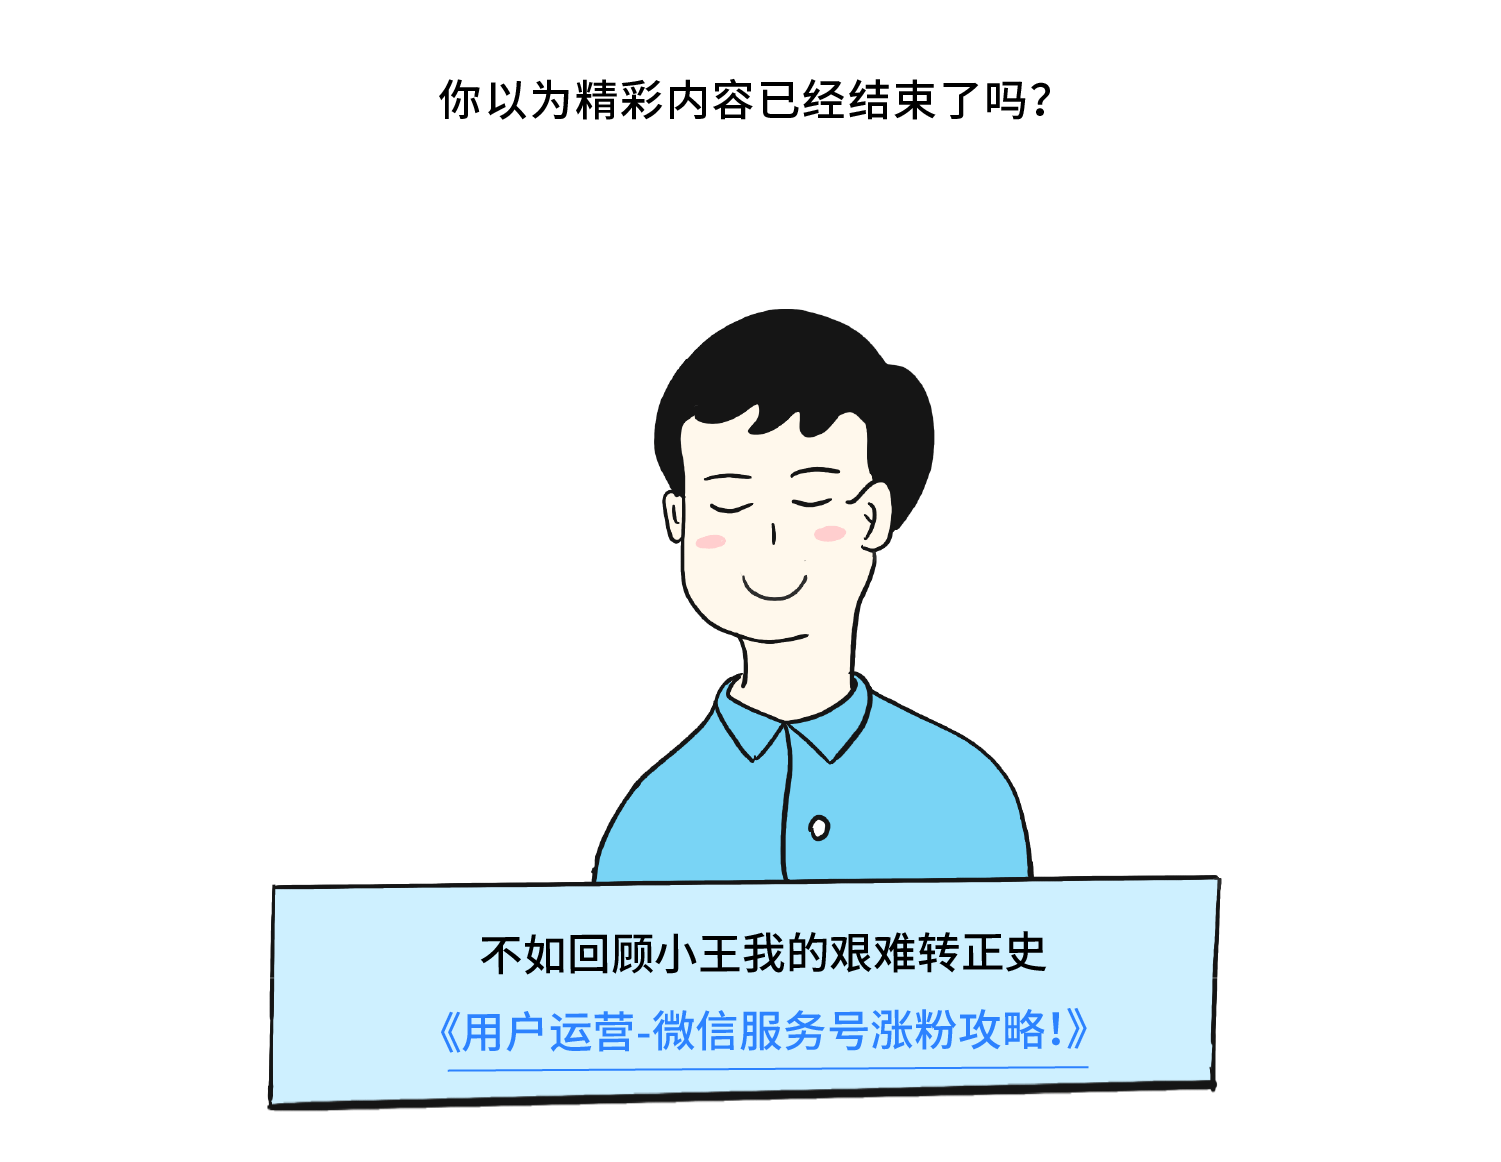 你以为精彩内容已经结束了吗？
不如回顾小王我的艰难转正史
《用户运营-微信服务号涨粉攻略！》